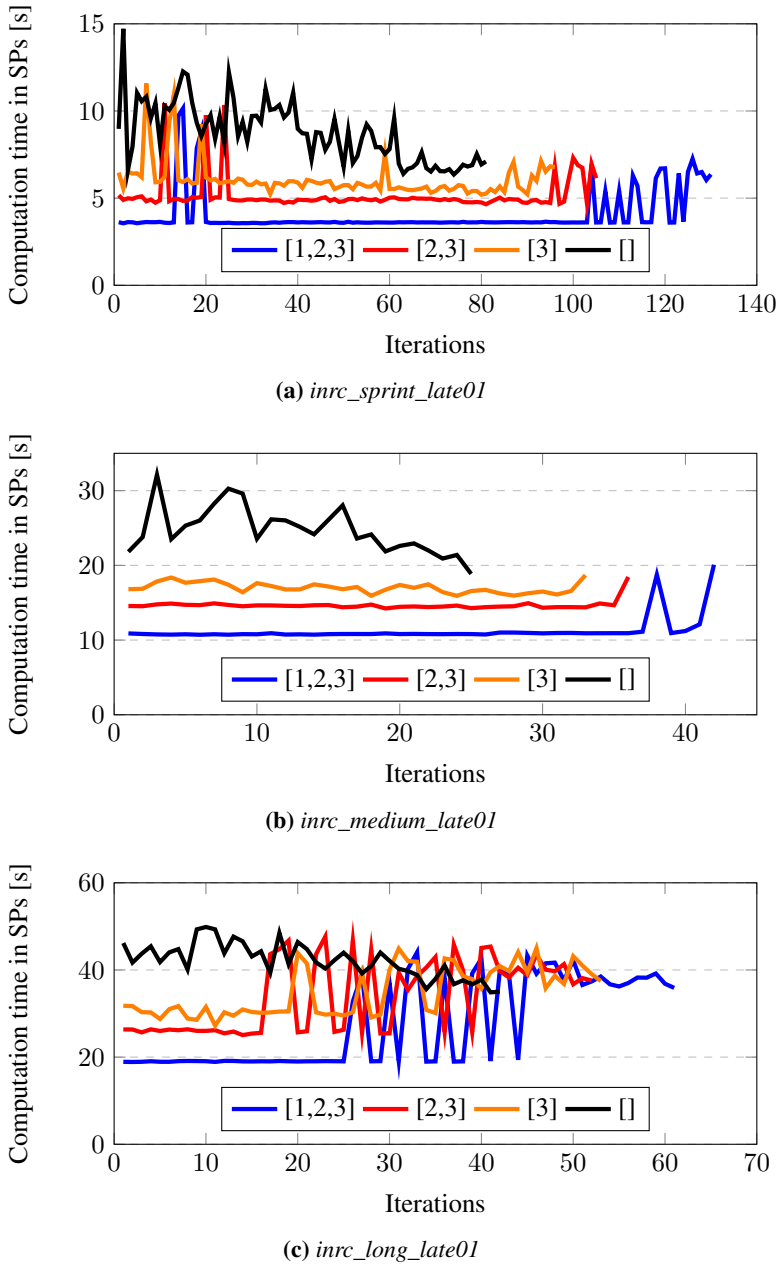 Computation time in SPs [s]
15
10
5
0
[1,2,3] [2,3] [3] []
0 20 40 60 80 100 120 140
Iterations
(a) inrc_sprint_late01
Computation time in SPs [s]
30
20
10
0
[1,2,3] [2,3] [3] []
0 10 20 30 40
Iterations
(b) inrc_medium_late01
Computation time in SPs [s]
60
40
20
0
[1,2,3] [2,3] [3] []
0 10 20 30 40 50 60 70
Iterations
(c) inrc_long_late01